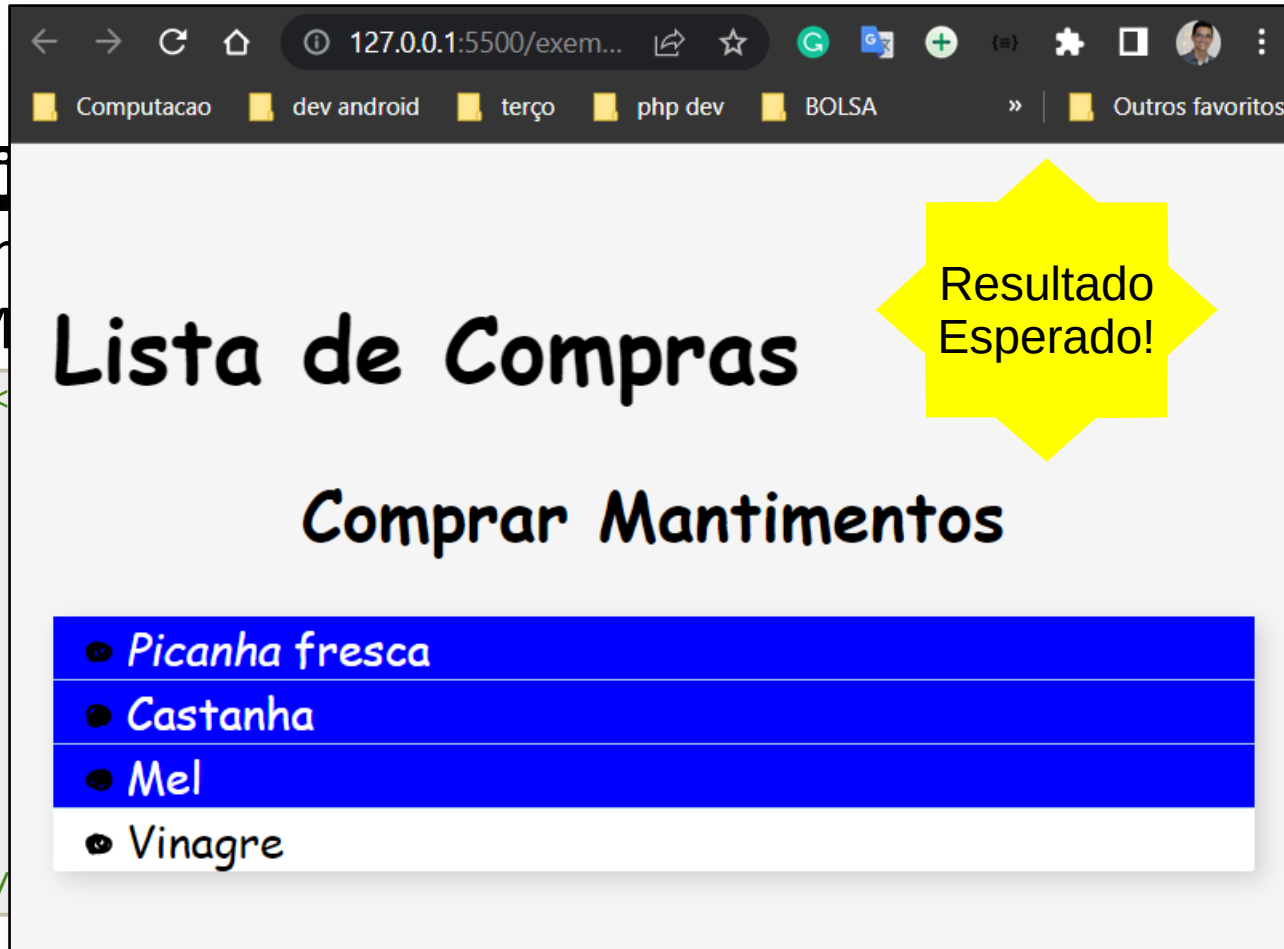 127.0.0.1:5500/exem...
Computacao dev android terço php dev BOLSA » Outros favoritos
Resultado
Esperado!
Lista de Compras
Comprar Mantimentos
Picanha fresca
Castanha
Mel
Vinagre